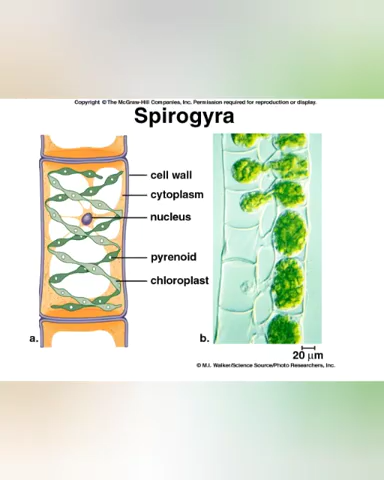 Copyright © The McGraw-Hill Companies, Inc. Permission required for reproduction or display.
Spirogyra
cell wall
cytoplasm
nucleus
pyrenoid
chloroplast
a.
b.
20 µm
© M.I. Walker/Science Source/Photo Researchers, Inc.